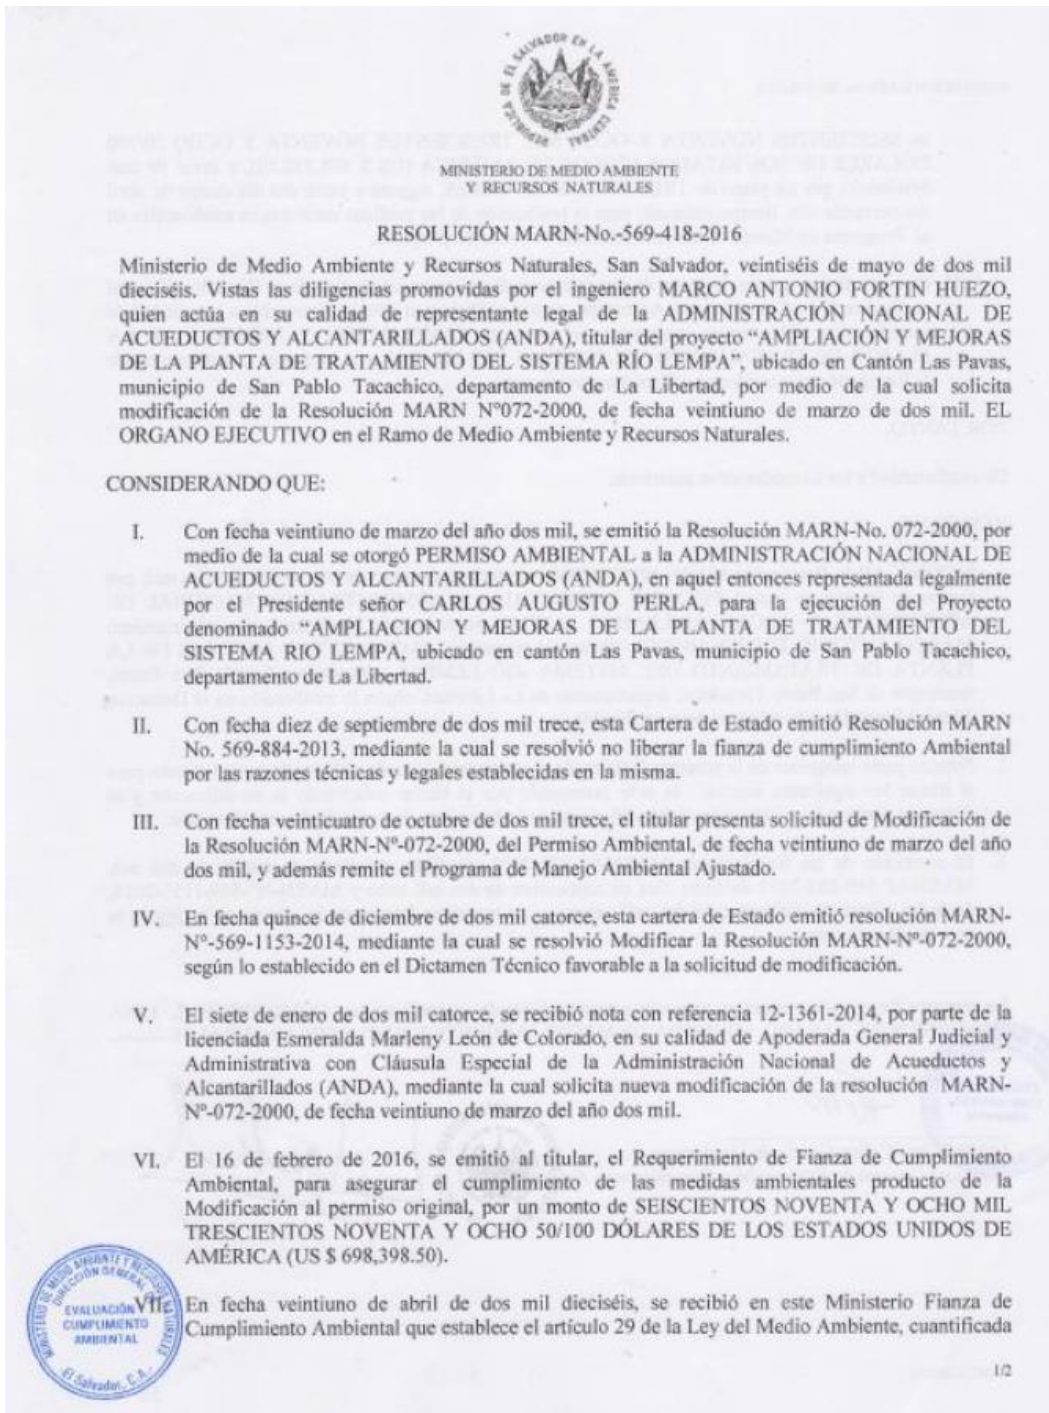 REPÚBLICA DE EL SALVADOR EN LA AMÉRICA CENTRAL
MINISTERIO DE MEDIO AMBIENTE
Y RECURSOS NATURALES
RESOLUCIÓN MARN-No.-569-418-2016
Ministerio de Medio Ambiente y Recursos Naturales, San Salvador, veintiséis de mayo de dos mil
dieciséis. Vistas las diligencias promovidas por el ingeniero MARCO ANTONIO FORTIN HUEZO,
quien actúa en su calidad de representante legal de la ADMINISTRACIÓN NACIONAL DE
ACUEDUCTOS Y ALCANTARILLADOS (ANDA), titular del proyecto “AMPLIACIÓN Y MEJORAS
DE LA PLANTA DE TRATAMIENTO DEL SISTEMA RÍO LEMPA”, ubicado en Cantón Las Pavas,
municipio de San Pablo Tacachico, departamento de La Libertad, por medio de la cual solicita
modificación de la Resolución MARN N°072-2000, de fecha veintiuno de marzo de dos mil. EL
ORGANO EJECUTIVO en el Ramo de Medio Ambiente y Recursos Naturales.
CONSIDERANDO QUE:
I. Con fecha veintiuno de marzo del año dos mil, se emitió la Resolución MARN-No. 072-2000, por
medio de la cual se otorgó PERMISO AMBIENTAL a la ADMINISTRACIÓN NACIONAL DE
ACUEDUCTOS Y ALCANTARILLADOS (ANDA), en aquel entonces representada legalmente
por el Presidente señor CARLOS AUGUSTO PERLA, para la ejecución del Proyecto
denominado “AMPLIACION Y MEJORAS DE LA PLANTA DE TRATAMIENTO DEL
SISTEMA RIO LEMPA, ubicado en cantón Las Pavas, municipio de San Pablo Tacachico,
departamento de La Libertad.
II. Con fecha diez de septiembre de dos mil trece, esta Cartera de Estado emitió Resolución MARN
No. 569-884-2013, mediante la cual se resolvió no liberar la fianza de cumplimiento Ambiental
por las razones técnicas y legales establecidas en la misma.
III. Con fecha veinticuatro de octubre de dos mil trece, el titular presenta solicitud de Modificación de
la Resolución MARN-Nº-072-2000, del Permiso Ambiental, de fecha veintiuno de marzo del año
dos mil, y además remite el Programa de Manejo Ambiental Ajustado.
IV. En fecha quince de diciembre de dos mil catorce, esta cartera de Estado emitió resolución MARN-
Nº-569-1153-2014, mediante la cual se resolvió Modificar la Resolución MARN-Nº-072-2000,
según lo establecido en el Dictamen Técnico favorable a la solicitud de modificación.
V. El siete de enero de dos mil catorce, se recibió nota con referencia 12-1361-2014, por parte de la
licenciada Esmeralda Marleny León de Colorado, en su calidad de Apoderada General Judicial y
Administrativa con Cláusula Especial de la Administración Nacional de Acueductos y
Alcantarillados (ANDA), mediante la cual solicita nueva modificación de la resolución MARN-
Nº-072-2000, de fecha veintiuno de marzo del año dos mil.
VI. El 16 de febrero de 2016, se emitió al titular, el Requerimiento de Fianza de Cumplimiento
Ambiental, para asegurar el cumplimiento de las medidas ambientales producto de la
Modificación al permiso original, por un monto de SEISCIENTOS NOVENTA Y OCHO MIL
TRESCIENTOS NOVENTA Y OCHO 50/100 DÓLARES DE LOS ESTADOS UNIDOS DE
AMÉRICA (US $ 698,398.50).
VII. En fecha veintiuno de abril de dos mil dieciséis, se recibió en este Ministerio Fianza de
Cumplimiento Ambiental que establece el artículo 29 de la Ley del Medio Ambiente, cuantificada
MINISTERIO DE MEDIO AMBIENTE Y RECURSOS NATURALES
DIRECCIÓN GENERAL DE
EVALUACIÓN
CUMPLIMIENTO
AMBIENTAL
El Salvador, C.A.
1/2